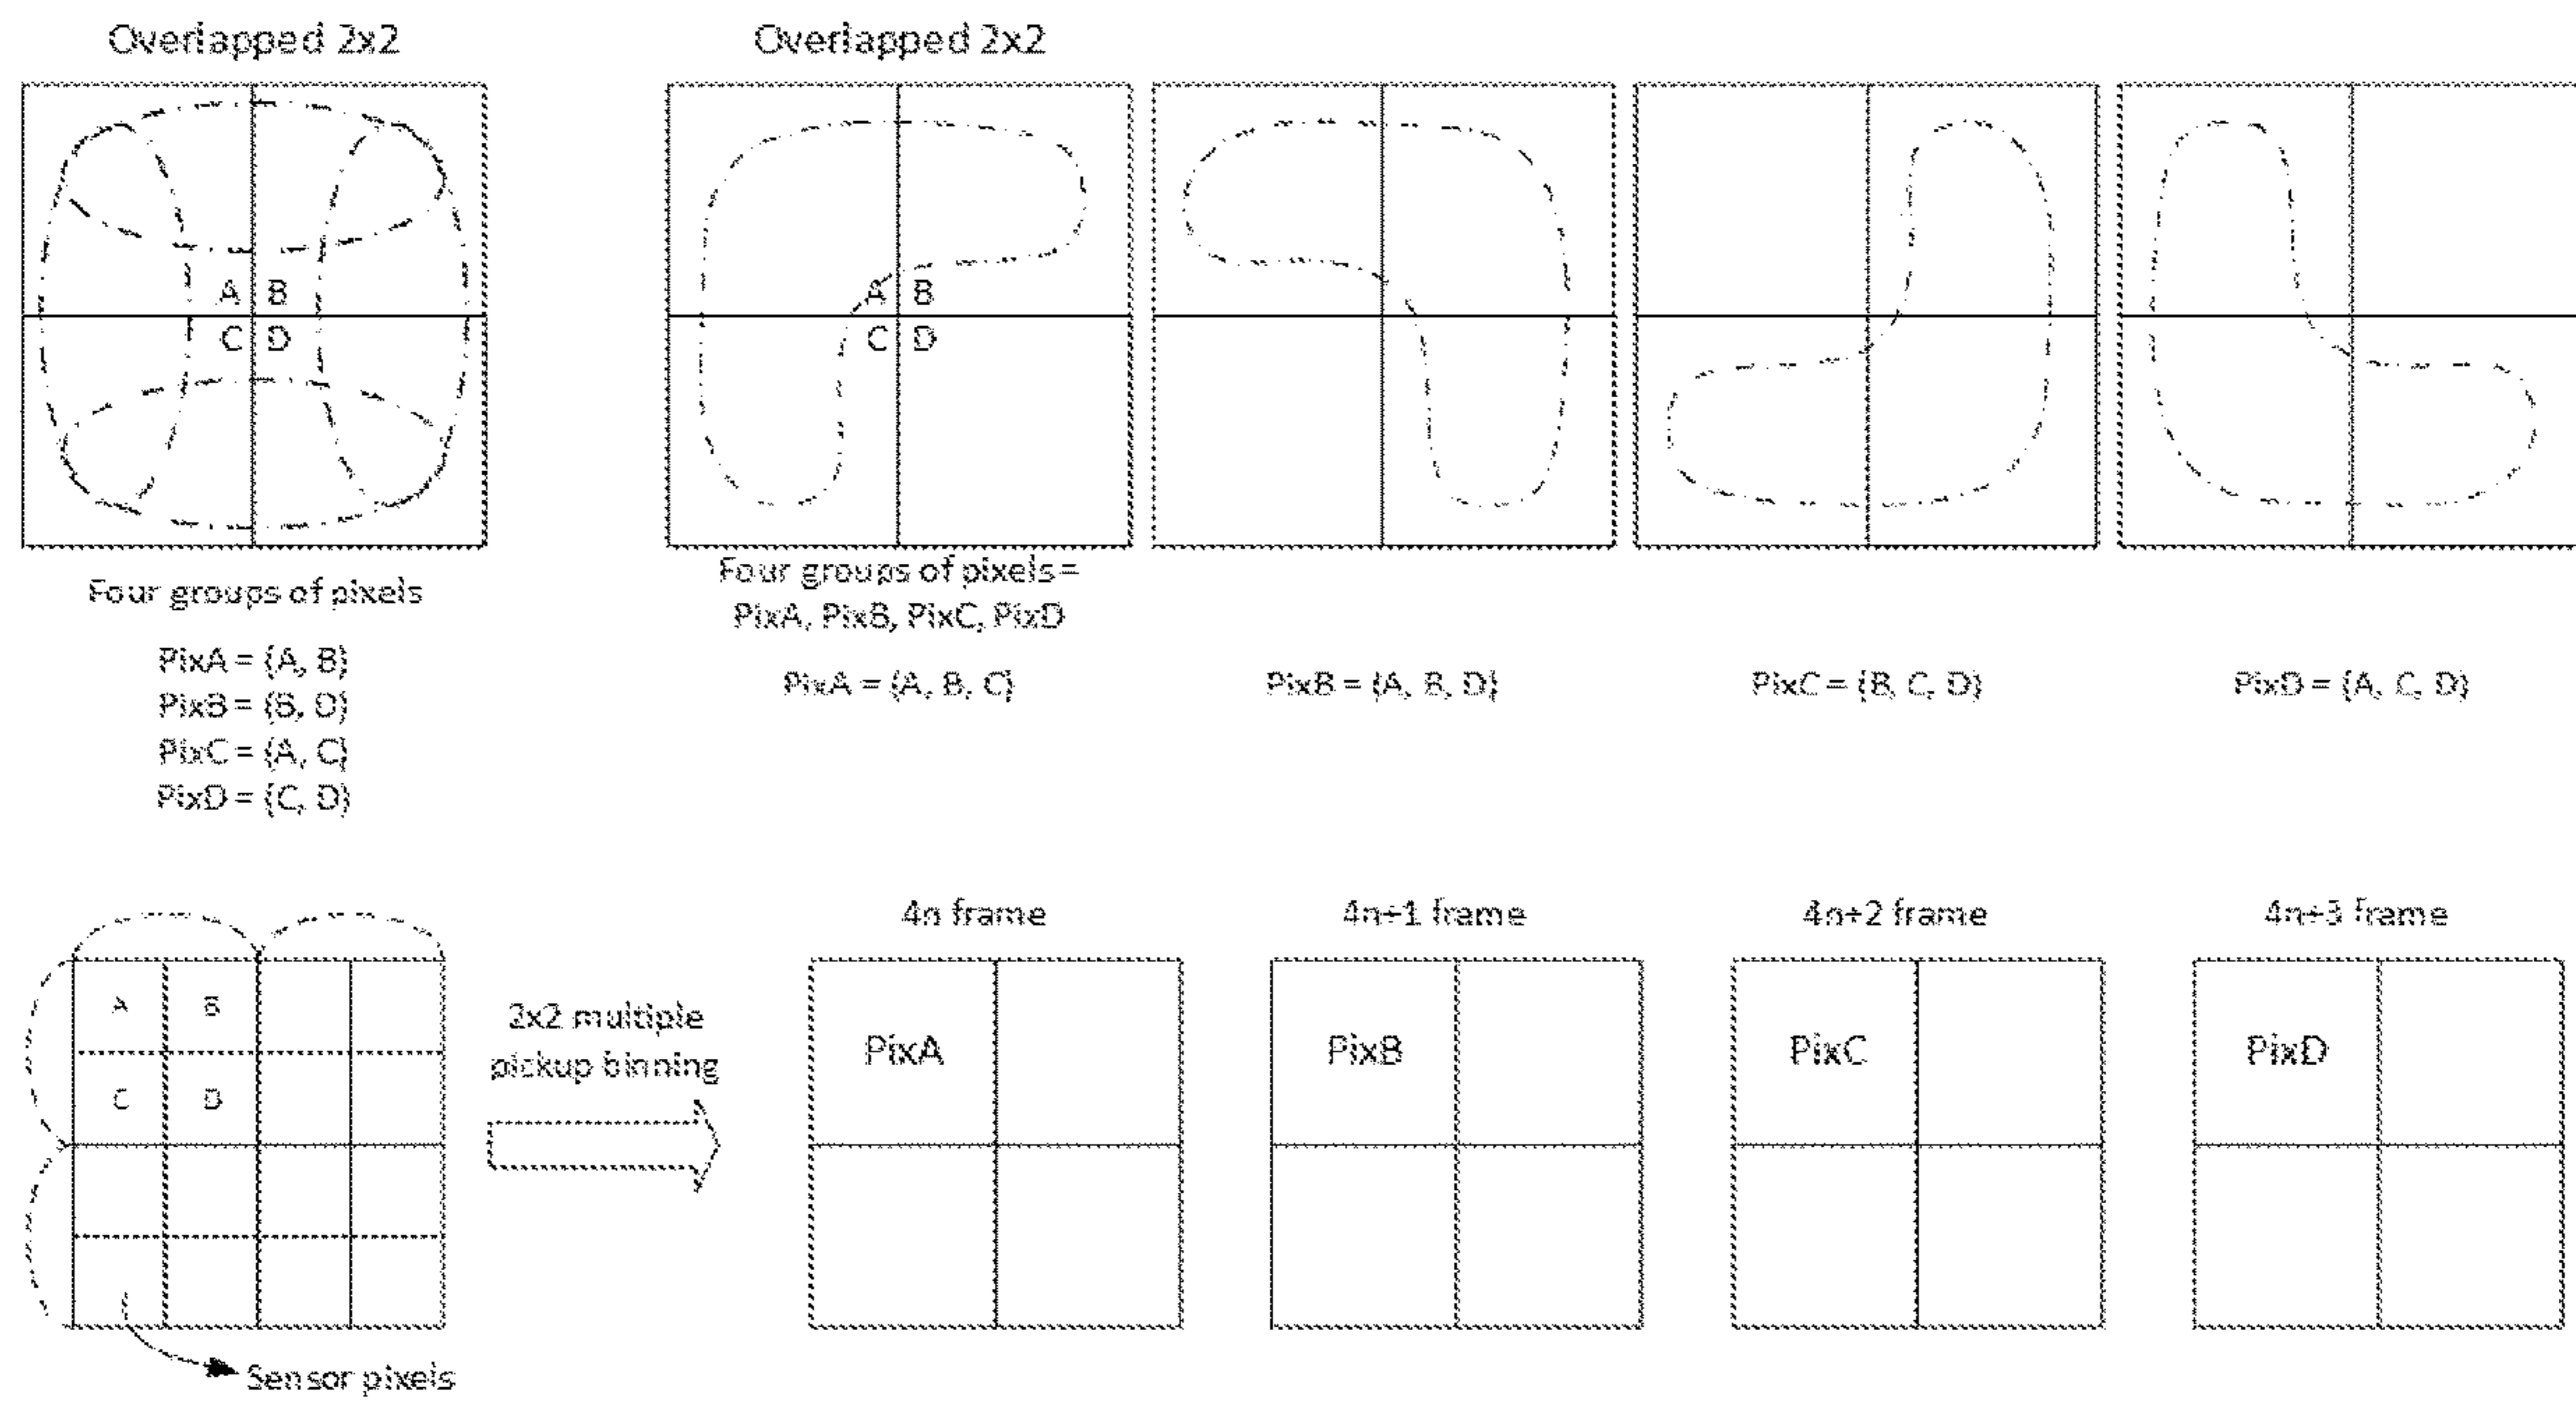 Overlapped 2x2
Overlapped 2x2
A B
C D
A B
C D
Four groups of pixels
PixA = {A, B}
PixB = {B, D}
PixC = {A, C}
PixD = {C, D}
Four groups of pixels=
PixA, PixB, PixC, PixD
PixA = {A, B, C}
PixB = {A, B, D}
PixC = {B, C, D}
PixD = {A, C, D}
A B
C D
Sensor pixels
2x2 multiple
pickup binning
4n frame
4n+1 frame
4n+2 frame
4n+3 frame
PixA
PixB
PixC
PixD